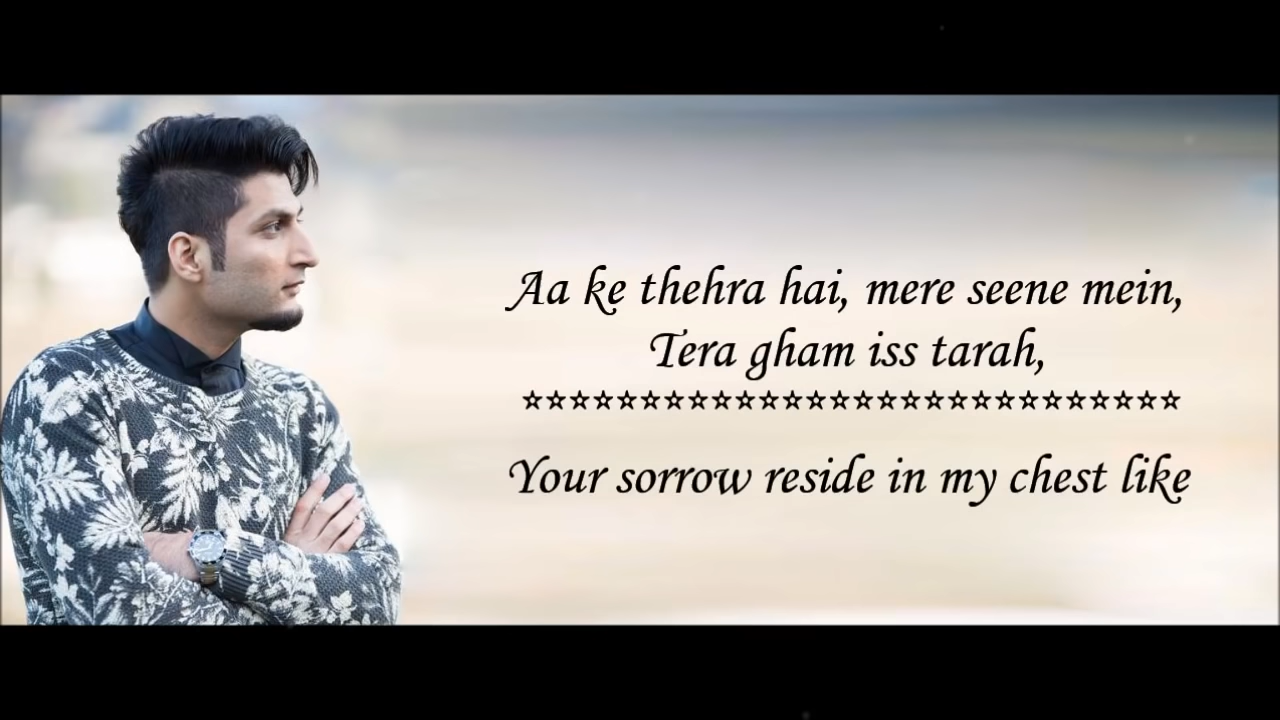 Aa ke thehra hai, mere seene mein,
Tera gham iss tarah,
☆☆☆☆☆☆☆☆☆☆☆☆☆☆☆☆☆☆☆☆☆☆☆☆☆☆☆☆
Your sorrow reside in my chest like